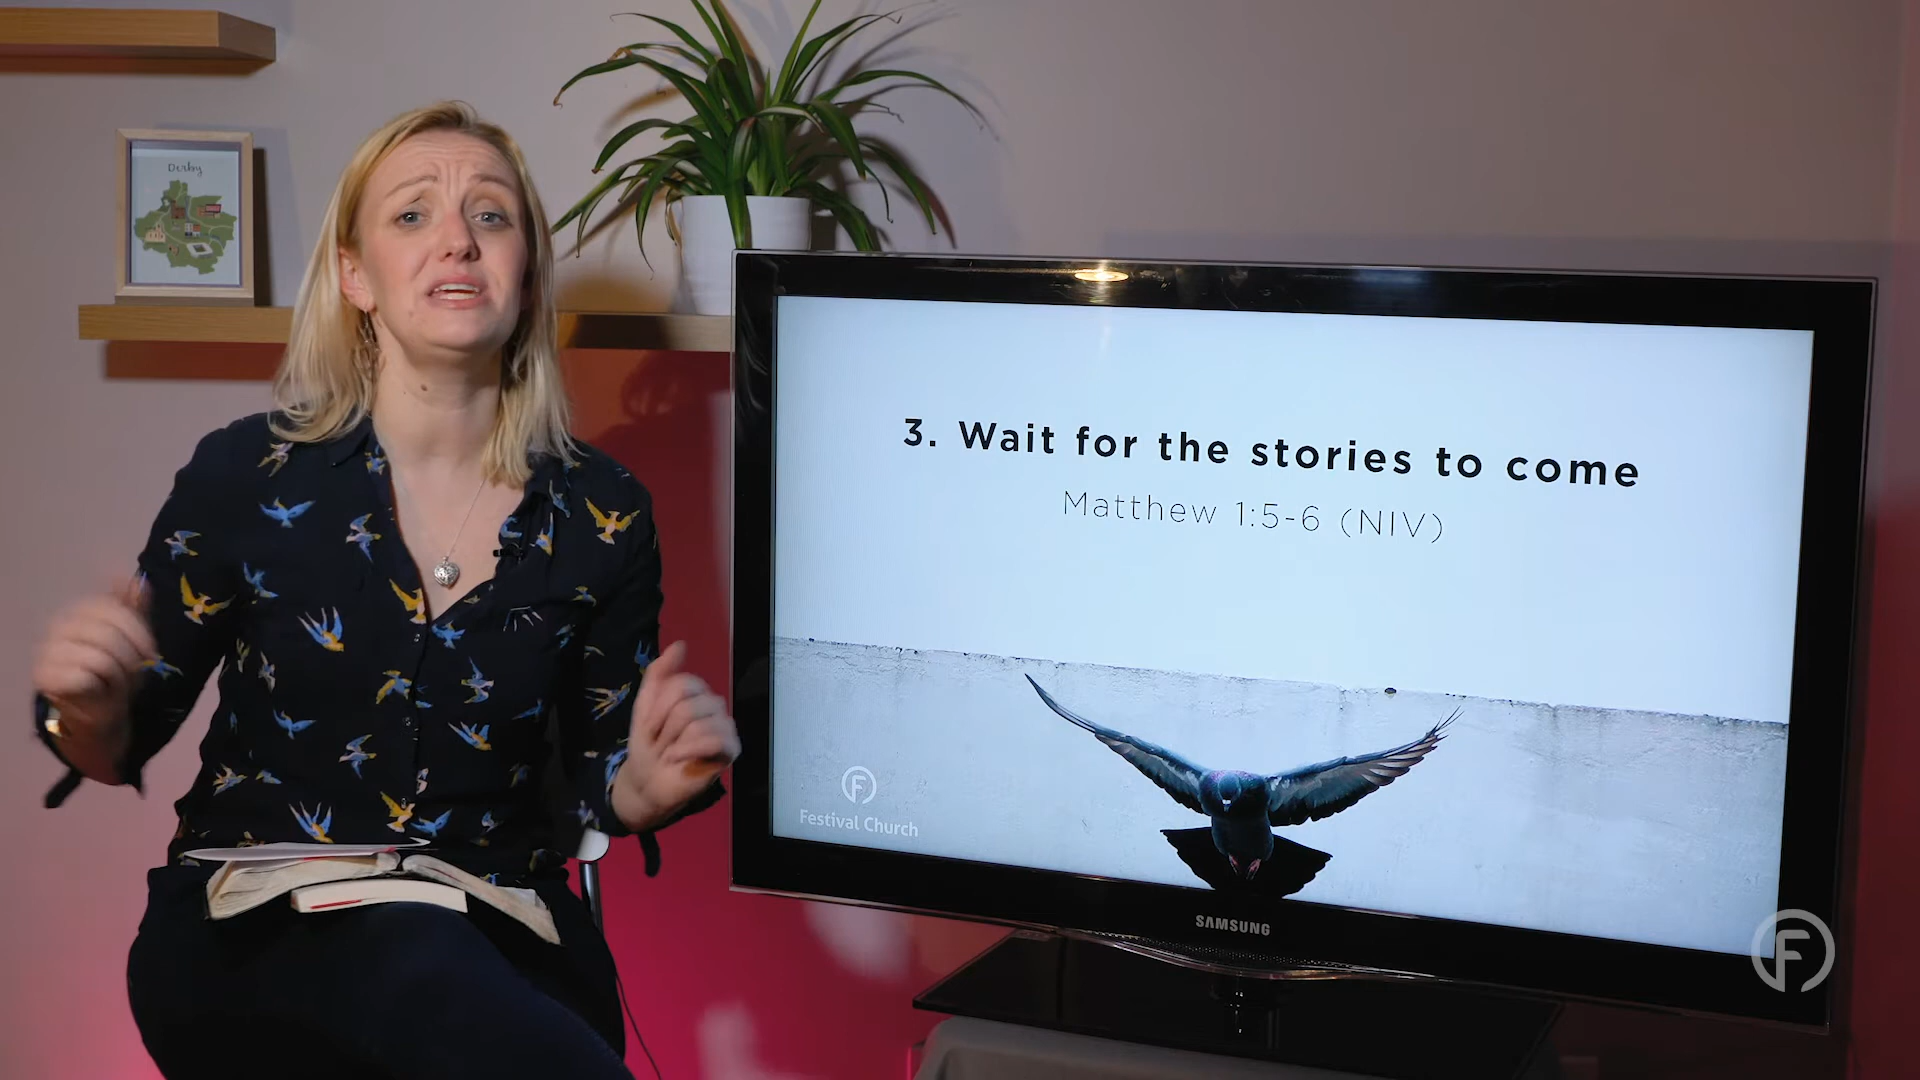 Derby
3. Wait for the stories to come
Matthew 1:5-6 (NIV)
F
Festival Church
SAMSUNG
F